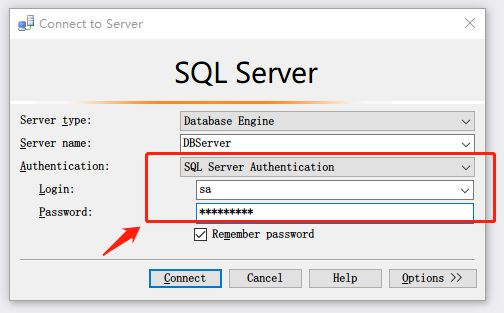 Connect to Server
SQL Server
Server type: Database Engine
Server name: DBServer
Authentication: SQL Server Authentication
Login: sa
Password: *********
Remember password
Connect Cancel Help Options >>